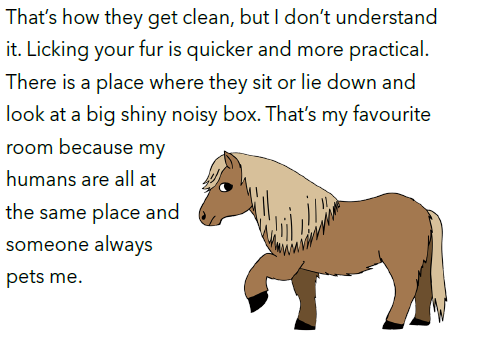 That’s how they get clean, but I don’t understand
it. Licking your fur is quicker and more practical.
There is a place where they sit or lie down and
look at a big shiny noisy box. That’s my favourite
room because my
humans are all at
the same place and
someone always
pets me.